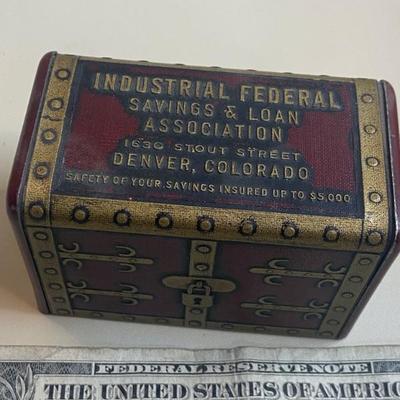 INDUSTRIAL FEDERAL
SAVINGS & LOAN
ASSOCIATION
1630 STOUT STREET
DENVER, COLORADO
SAFETY OF YOUR SAVINGS INSURED UP TO $5,000
FEDERAL RESERVE NOTE
THE UNITED STATES OF AMERIC